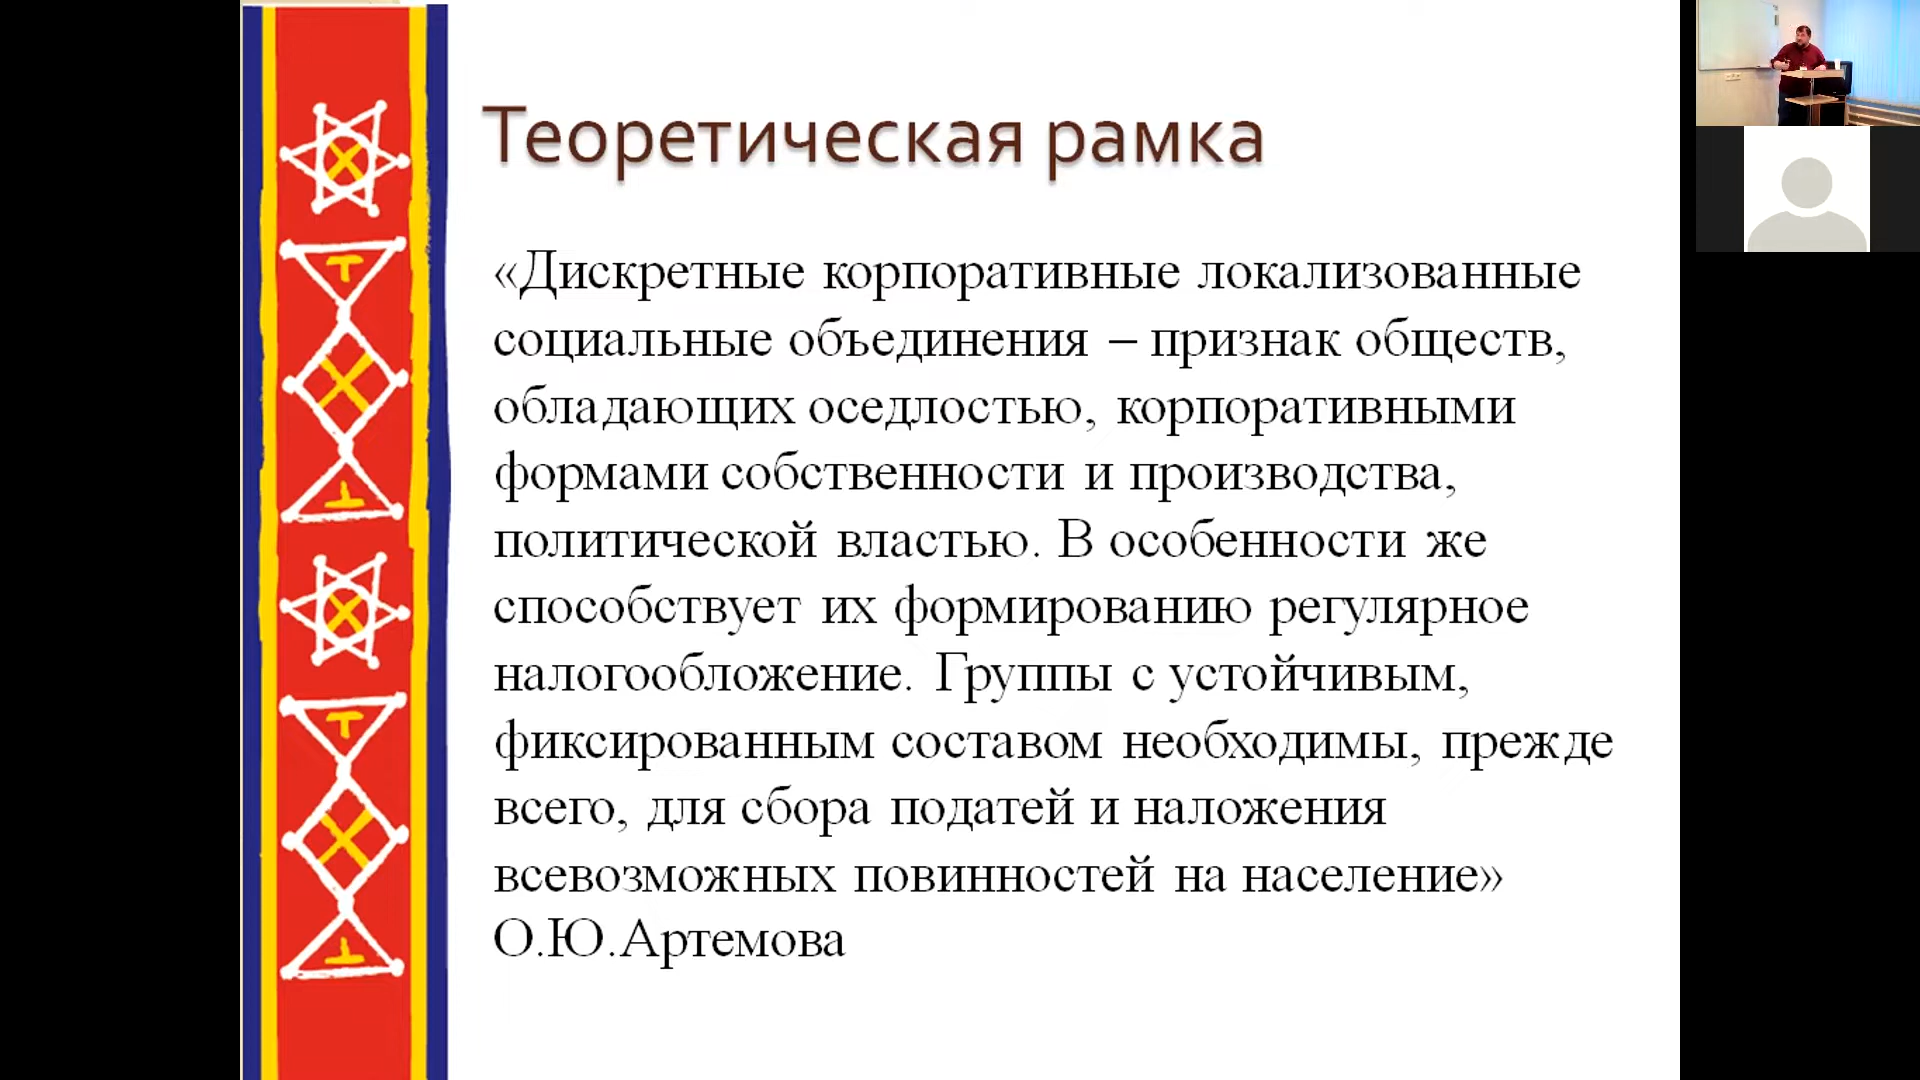 Теоретическая рамка
«Дискретные корпоративные локализованные
социальные объединения – признак обществ,
обладающих оседлостью, корпоративными
формами собственности и производства,
политической властью. В особенности же
способствует их формированию регулярное
налогообложение. Группы с устойчивым,
фиксированным составом необходимы, прежде
всего, для сбора податей и наложения
всевозможных повинностей на население»
О.Ю.Артемова